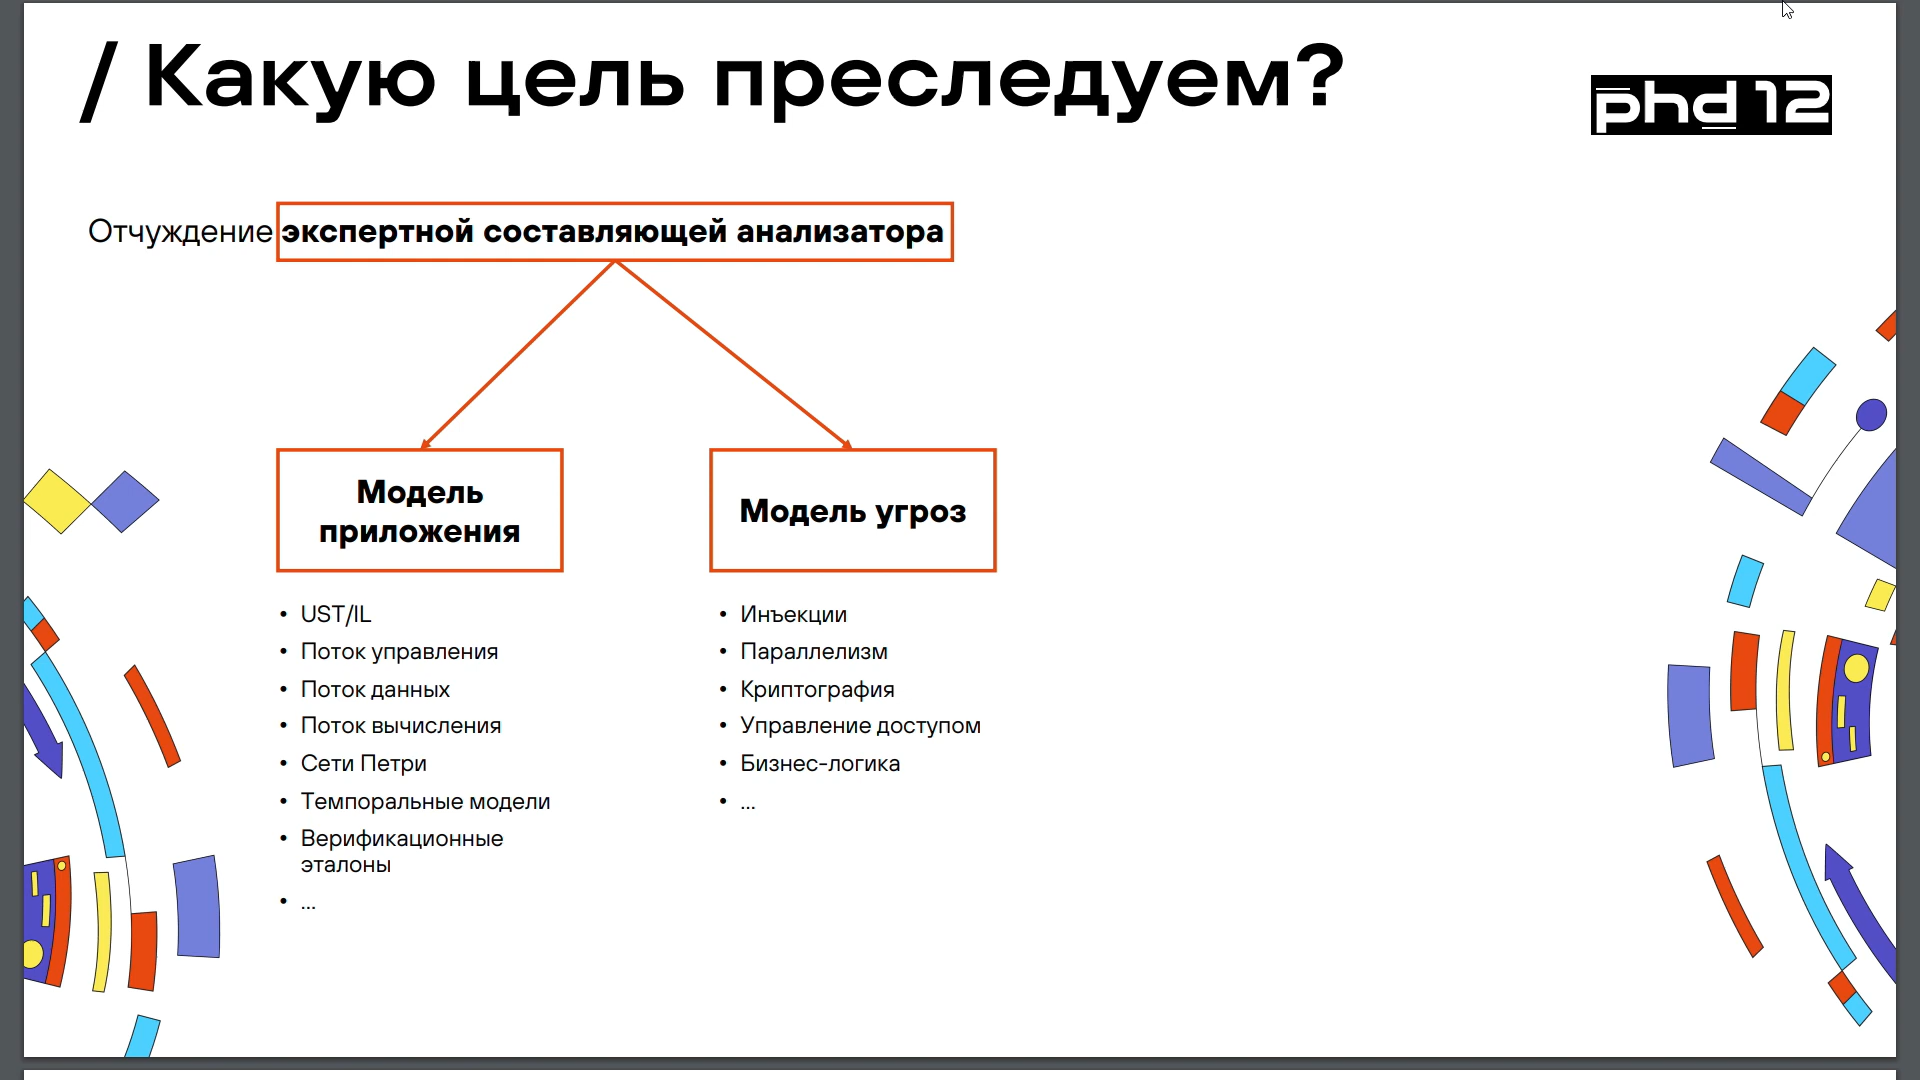 / Какую цель преследуем?
phd 12
Отчуждение экспертной составляющей анализатора
Модель
приложения
• UST/IL
• Поток управления
• Поток данных
• Поток вычисления
• Сети Петри
• Темпоральные модели
• Верификационные
эталоны
• ...
Модель угроз
• Инъекции
• Параллелизм
• Криптография
• Управление доступом
• Бизнес-логика
• ...